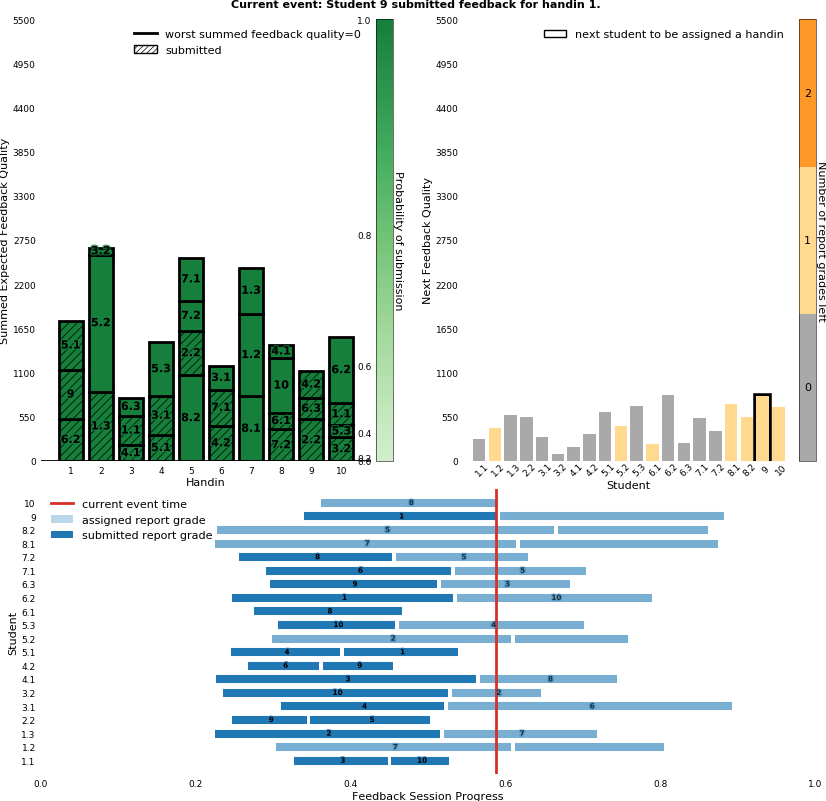 Current event: Student 9 submitted feedback for handin 1.
worst summed feedback quality=0
submitted
Summed Expected Feedback Quality
5500
4950
4400
3850
3300
2750
2200
1650
1100
550
0
5.1 9 6.2
3.2 5.2 1.3
6.3 1.1 4.1
5.3 3.1 5.1
7.1 7.2 2.2 8.2
3.1 7.1 4.2
1.3 1.2 8.1
4.1 10 6.1 7.2
4.2 6.3 2.2
6.2 1.1 5.3 3.2
1 2 3 4 5 6 7 8 9 10
Handin
1.0
0.8
0.6
0.4
0.2
0.0
Probability of submission
next student to be assigned a handin
Next Feedback Quality
5500
4950
4400
3850
3300
2750
2200
1650
1100
550
0
1.1 1.2 1.3 2.2 3.1 3.2 4.1 4.2 5.1 5.2 5.3 6.1 6.2 6.3 7.1 7.2 8.1 8.2 9 10
Student
2
1
0
Number of report grades left
current event time
assigned report grade
submitted report grade
Student
10 8
9 1
8.2 5
8.1 7
7.2 8 5
7.1 6 5
6.3 9 3
6.2 1 10
6.1 8
5.3 10 4
5.2 2
5.1 4 1
4.2 6 9
4.1 3 8
3.2 10 2
3.1 4 6
2.2 9 5
1.3 2 7
1.2 7
1.1 3 10
0.0 0.2 0.4 0.6 0.8 1.0
Feedback Session Progress